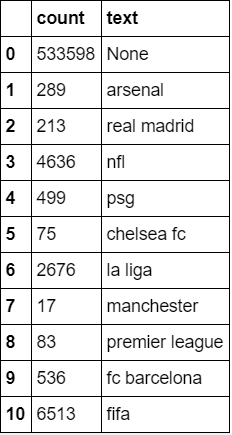 count text
0 533598 None
1 289 arsenal
2 213 real madrid
3 4636 nfl
4 499 psg
5 75 chelsea fc
6 2676 la liga
7 17 manchester
8 83 premier league
9 536 fc barcelona
10 6513 fifa